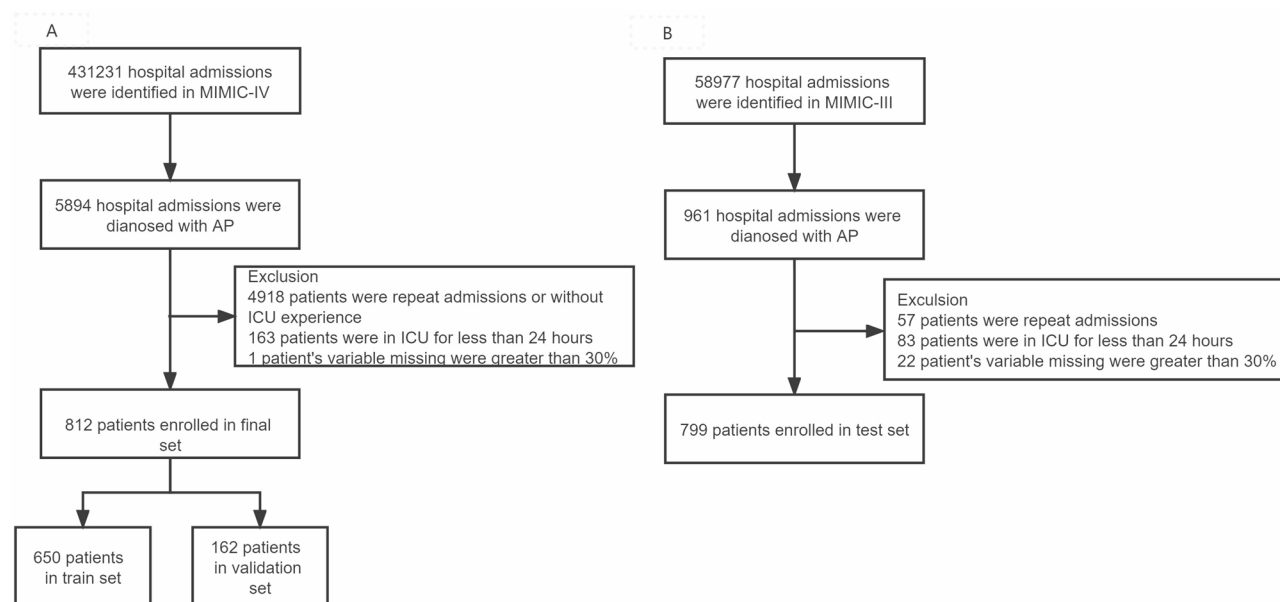 A
431231 hospital admissions
were identified in MIMIC-IV
5894 hospital admissions were
dianosed with AP
Exclusion
4918 patients were repeat admissions or without
ICU experience
163 patients were in ICU for less than 24 hours
1 patient's variable missing were greater than 30%
812 patients enrolled in final
set
650 patients
in train set
162 patients
in validation
set
B
58977 hospital admissions
were identified in MIMIC-III
961 hospital admissions were
dianosed with AP
Exculsion
57 patients were repeat admissions
83 patients were in ICU for less than 24 hours
22 patient's variable missing were greater than 30%
799 patients enrolled in test set